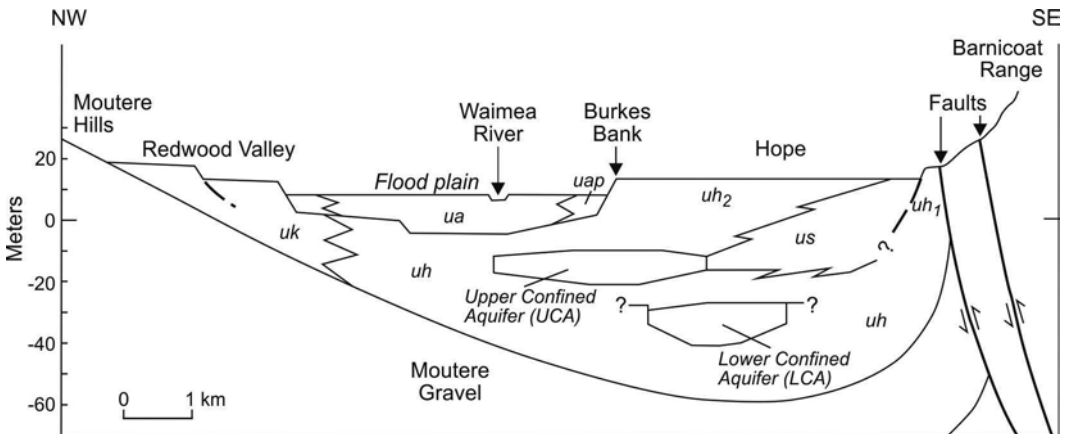 NW
SE
Barnicoat
Range
Moutere
Hills
Waimea
River
Burkes
Bank
Faults
Redwood Valley
Flood plain
uap
Hope
Meters
20
0
-20
-40
-60
ua
uh₂
uh₁
uk
us
uh
?
Upper Confined
Aquifer (UCA)
?
?
uh
Lower Confined
Aquifer (LCA)
Moutere
Gravel
0
1 km